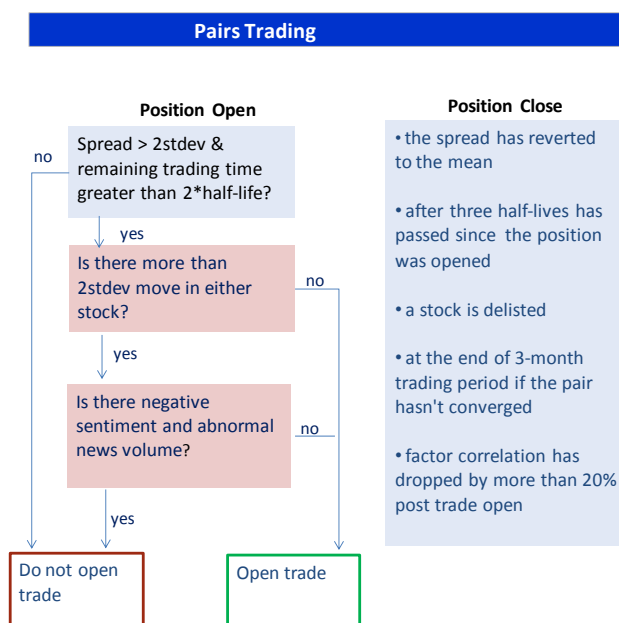 Pairs Trading
Position Open
Spread > 2stdev &
remaining trading time
greater than 2*half-life?
no
yes
Is there more than
2stdev move in either
stock?
no
yes
Is there negative
sentiment and abnormal
news volume?
no
yes
Do not open
trade
Open trade
Position Close
• the spread has reverted
to the mean
• after three half-lives has
passed since the position
was opened
• a stock is delisted
• at the end of 3-month
trading period if the pair
hasn't converged
• factor correlation has
dropped by more than 20%
post trade open